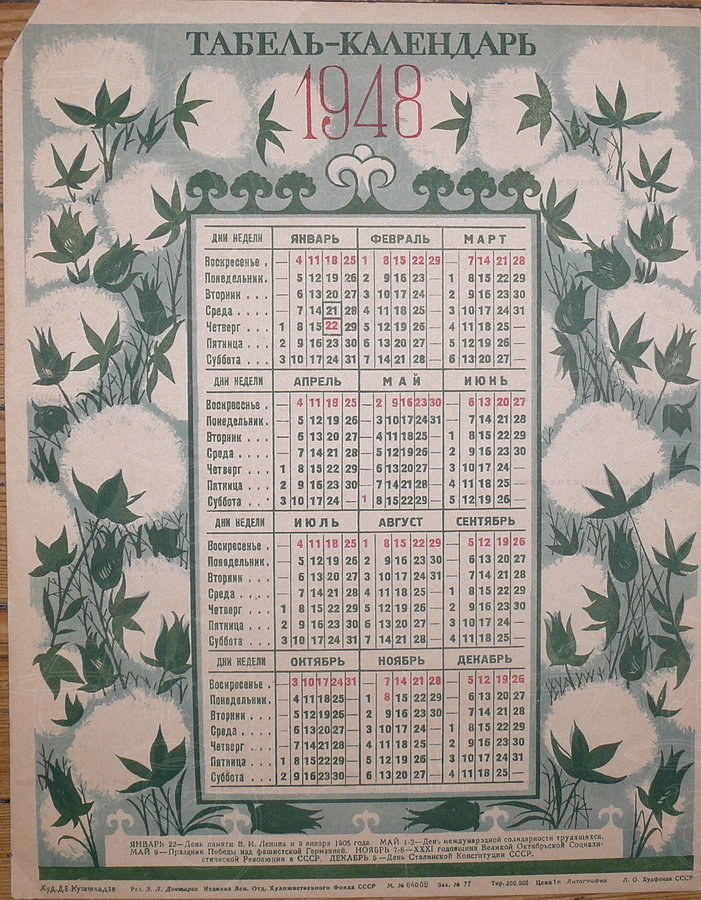 ТАБЕЛЬ-КАЛЕНДАРЬ
1948
ДНИ НЕДЕЛИ ЯНВАРЬ ФЕВРАЛЬ МАРТ
Воскресенье . — 4 11 18 25 1 8 15 22 29 — 7 14 21 28
Понедельник. — 5 12 19 26 2 9 16 23 — 1 8 15 22 29
Вторник . . . — 6 13 20 27 3 10 17 24 — 2 9 16 23 30
Среда . . . . — 7 14 21 28 4 11 18 25 — 3 10 17 24 31
Четверг . . . 1 8 15 22 29 5 12 19 26 — 4 11 18 25 —
Пятница . . . 2 9 16 23 30 6 13 20 27 — 5 12 19 26 —
Суббота . . . 3 10 17 24 31 7 14 21 28 — 6 13 20 27 —
ДНИ НЕДЕЛИ АПРЕЛЬ МАЙ ИЮНЬ
Воскресенье . — 4 11 18 25 — 2 9 16 23 30 — 6 13 20 27
Понедельник. — 5 12 19 26 — 3 10 17 24 31 — 7 14 21 28
Вторник . . . — 6 13 20 27 — 4 11 18 25 — 1 8 15 22 29
Среда . . . . — 7 14 21 28 — 5 12 19 26 — 2 9 16 23 30
Четверг . . . 1 8 15 22 29 — 6 13 20 27 — 3 10 17 24 —
Пятница . . . 2 9 16 23 30 — 7 14 21 28 — 4 11 18 25 —
Суббота . . . 3 10 17 24 — 1 8 15 22 29 — 5 12 19 26 —
ДНИ НЕДЕЛИ ИЮЛЬ АВГУСТ СЕНТЯБРЬ
Воскресенье . — 4 11 18 25 1 8 15 22 29 — 5 12 19 26
Понедельник. — 5 12 19 26 2 9 16 23 30 — 6 13 20 27
Вторник . . . — 6 13 20 27 3 10 17 24 31 — 7 14 21 28
Среда . . . . — 7 14 21 28 4 11 18 25 — 1 8 15 22 29
Четверг . . . 1 8 15 22 29 5 12 19 26 — 2 9 16 23 30
Пятница . . . 2 9 16 23 30 6 13 20 27 — 3 10 17 24 —
Суббота . . . 3 10 17 24 31 7 14 21 28 — 4 11 18 25 —
ДНИ НЕДЕЛИ ОКТЯБРЬ НОЯБРЬ ДЕКАБРЬ
Воскресенье . — 3 10 17 24 31 — 7 14 21 28 — 5 12 19 26
Понедельник. — 4 11 18 25 — 1 8 15 22 29 — 6 13 20 27
Вторник . . . — 5 12 19 26 — 2 9 16 23 30 — 7 14 21 28
Среда . . . . — 6 13 20 27 — 3 10 17 24 — 1 8 15 22 29
Четверг . . . — 7 14 21 28 — 4 11 18 25 — 2 9 16 23 30
Пятница . . . 1 8 15 22 29 — 5 12 19 26 — 3 10 17 24 31
Суббота . . . 2 9 16 23 30 — 6 13 20 27 — 4 11 18 25 —
ЯНВАРЬ 22—День памяти В. И. Ленина и 9 января 1905 года. МАЙ 1-2—День международной солидарности трудящихся.
МАЙ 9—Праздник Победы над фашистской Германией. НОЯБРЬ 7-8—XXXI годовщина Великой Октябрьской Социали-
стической Революции в СССР. ДЕКАБРЬ 5—День Сталинской Конституции СССР.
Худ. Д.Е. Кутателадзе Ред. Э. Л. Издание Лен. Отд. Художественного Фонда СССР М. № 64008 Зак. № 77 Тир. Литография Л. О. Худфонда СССР